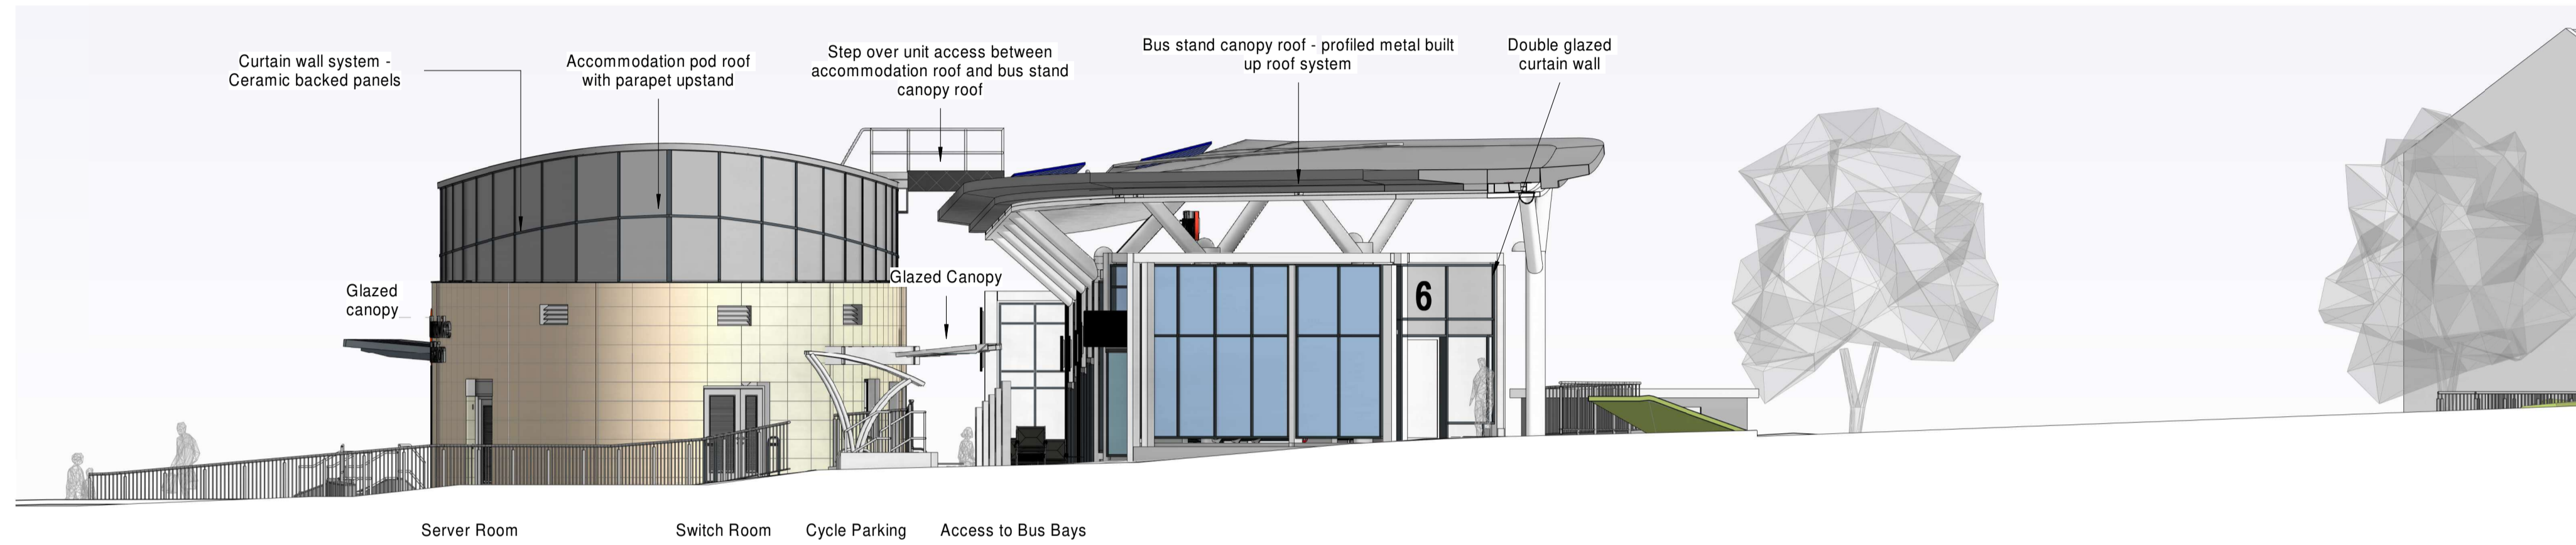 Curtain wall system -
Ceramic backed panels
Accommodation pod roof
with parapet upstand
Step over unit access between
accommodation roof and bus stand
canopy roof
Bus stand canopy roof - profiled metal built
up roof system
Double glazed
curtain wall
Glazed
canopy
Glazed Canopy
6
Server Room
Switch Room
Cycle Parking
Access to Bus Bays